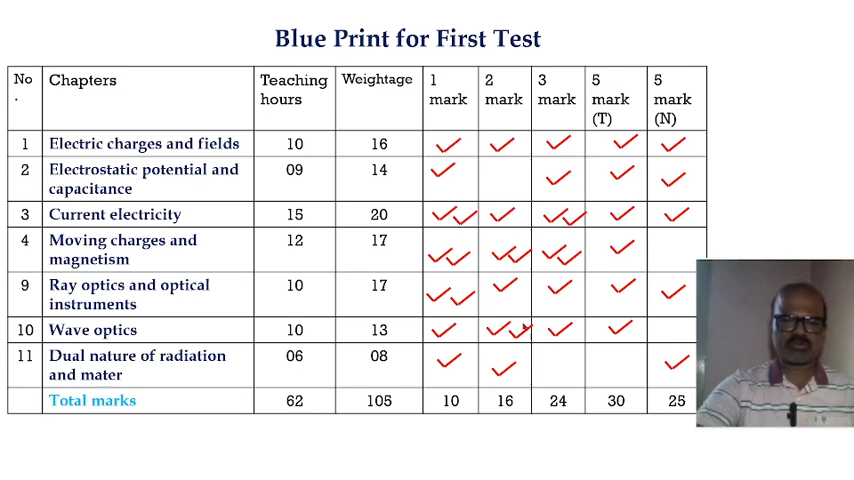 Blue Print for First Test
No. Chapters Teaching hours Weightage 1 mark 2 mark 3 mark 5 mark (T) 5 mark (N)
1 Electric charges and fields 10 16
2 Electrostatic potential and capacitance 09 14
3 Current electricity 15 20
4 Moving charges and magnetism 12 17
9 Ray optics and optical instruments 10 17
10 Wave optics 10 13
11 Dual nature of radiation and mater 06 08
Total marks 62 105 10 16 24 30 25